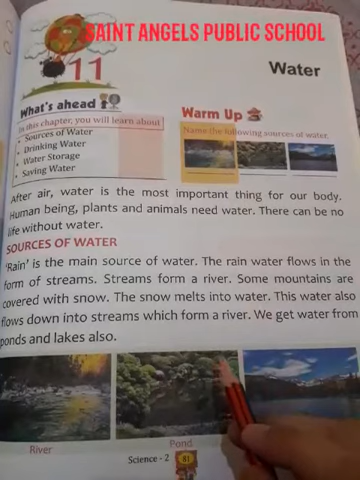 SAINT ANGELS PUBLIC SCHOOL
11
Water
What's ahead
In this chapter, you will learn about
• Sources of Water
• Drinking Water
• Water Storage
• Saving Water
Warm Up
Name the following sources of water.
After air, water is the most important thing for our body.
Human being, plants and animals need water. There can be no
life without water.
SOURCES OF WATER
'Rain' is the main source of water. The rain water flows in the
form of streams. Streams form a river. Some mountains are
covered with snow. The snow melts into water. This water also
flows down into streams which form a river. We get water from
ponds and lakes also.
River
Pond
Science - 2
81